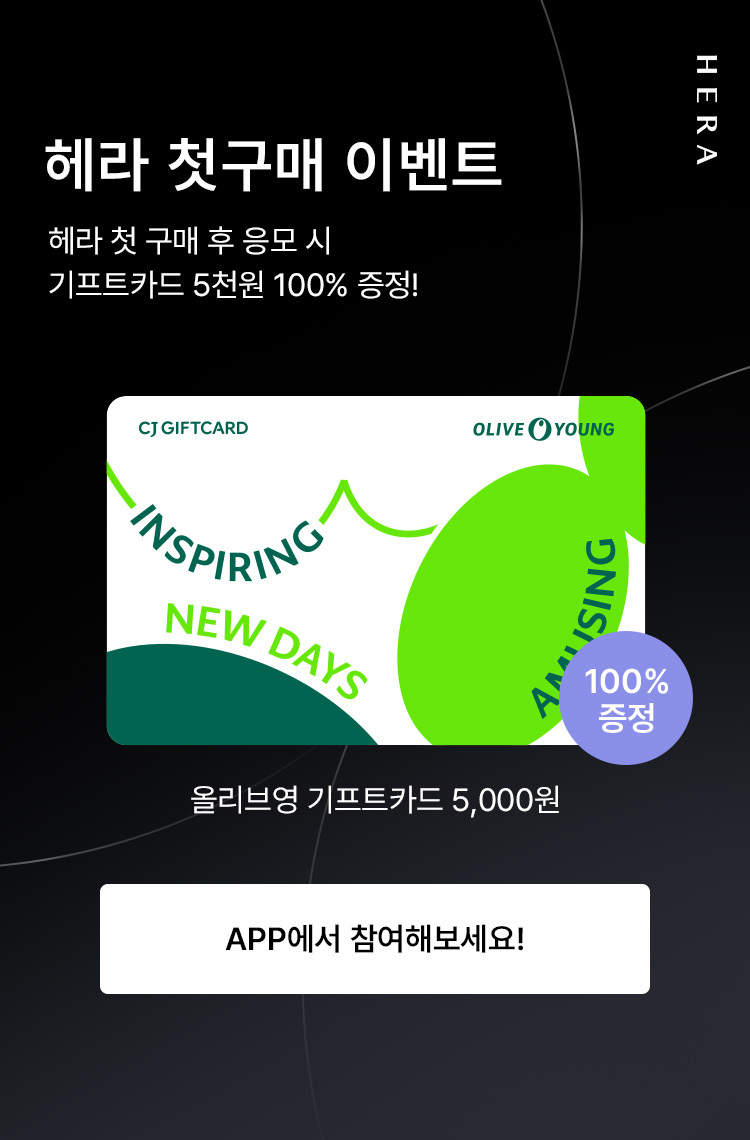 HERA
헤라 첫구매 이벤트
헤라 첫 구매 후 응모 시
기프트카드 5천원 100% 증정!
CJ GIFTCARD
OLIVE YOUNG
INSPIRING
NEW DAYS
AMUSING
100%
증정
올리브영 기프트카드 5,000원
APP에서 참여해보세요!